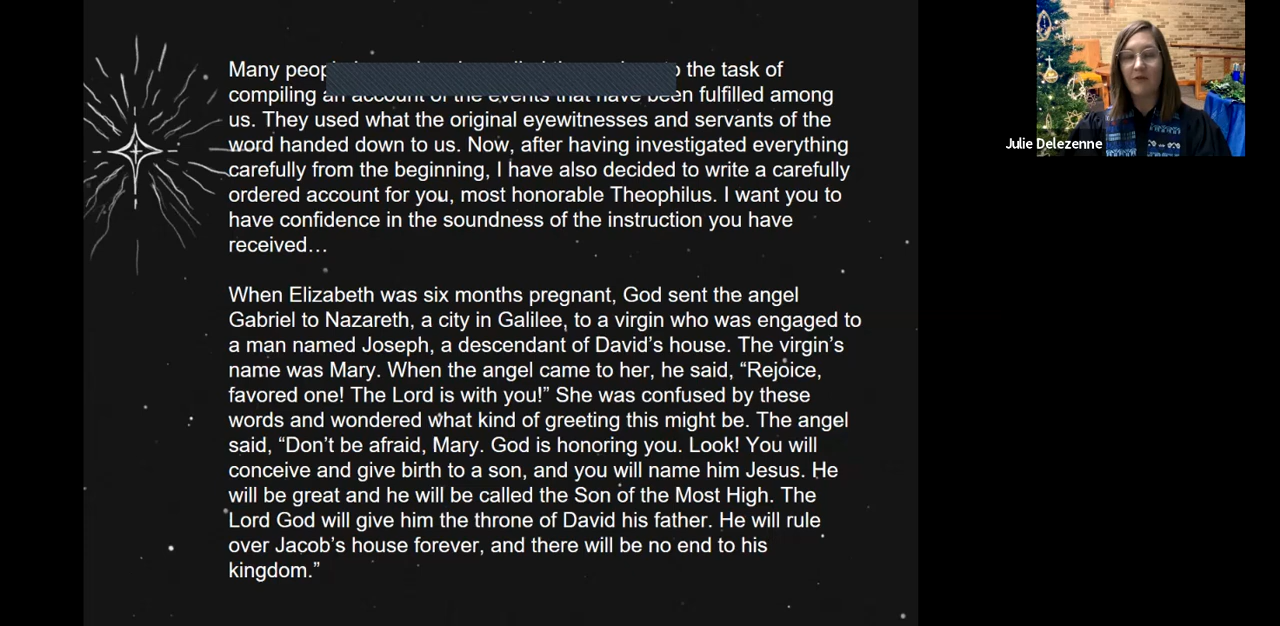 Many the task of
compiling an account of the events that have been fulfilled among
us. They used what the original eyewitnesses and servants of the
word handed down to us. Now, after having investigated everything
carefully from the beginning, I have also decided to write a carefully
ordered account for you, most honorable Theophilus. I want you to
have confidence in the soundness of the instruction you have
received…
When Elizabeth was six months pregnant, God sent the angel
Gabriel to Nazareth, a city in Galilee, to a virgin who was engaged to
a man named Joseph, a descendant of David’s house. The virgin’s
name was Mary. When the angel came to her, he said, “Rejoice,
favored one! The Lord is with you!” She was confused by these
words and wondered what kind of greeting this might be. The angel
said, “Don’t be afraid, Mary. God is honoring you. Look! You will
conceive and give birth to a son, and you will name him Jesus. He
will be great and he will be called the Son of the Most High. The
Lord God will give him the throne of David his father. He will rule
over Jacob’s house forever, and there will be no end to his
kingdom.”
Julie Delezenne